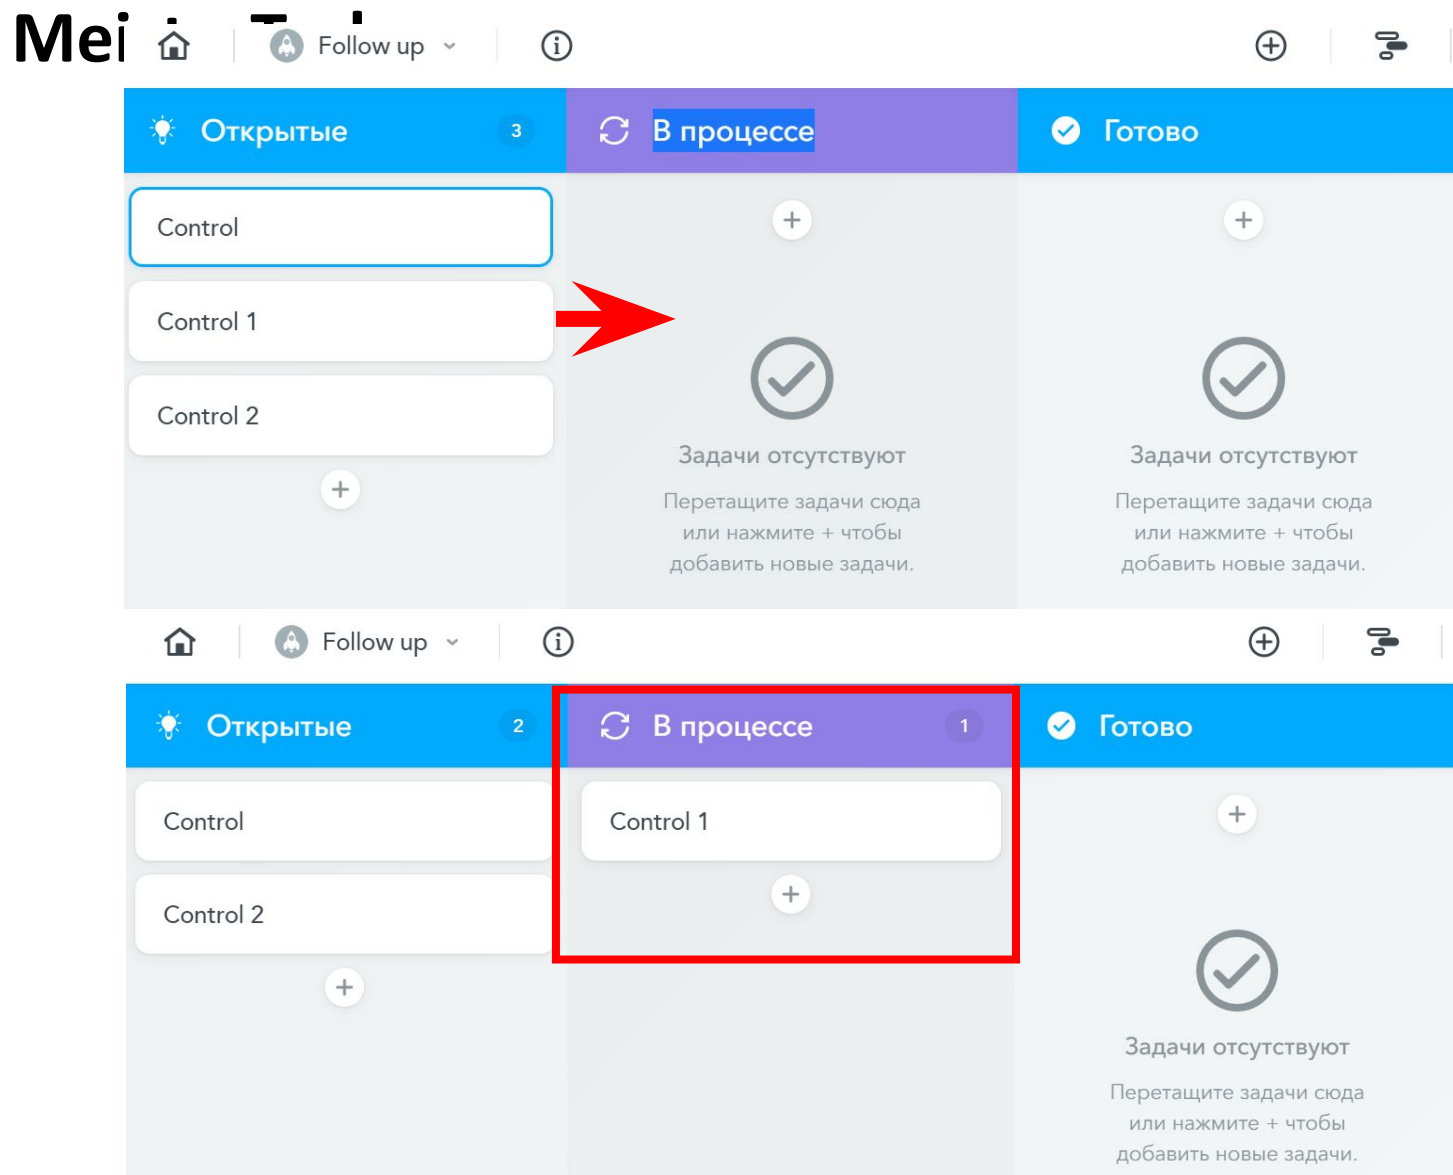 Mei
Follow up
Открытые 3 В процессе Готово
Control
Control 1
Control 2
Задачи отсутствуют Задачи отсутствуют
Перетащите задачи сюда Перетащите задачи сюда
или нажмите + чтобы или нажмите + чтобы
добавить новые задачи. добавить новые задачи.
Follow up
Открытые 2 В процессе 1 Готово
Control Control 1
Control 2
Задачи отсутствуют
Перетащите задачи сюда
или нажмите + чтобы
добавить новые задачи.